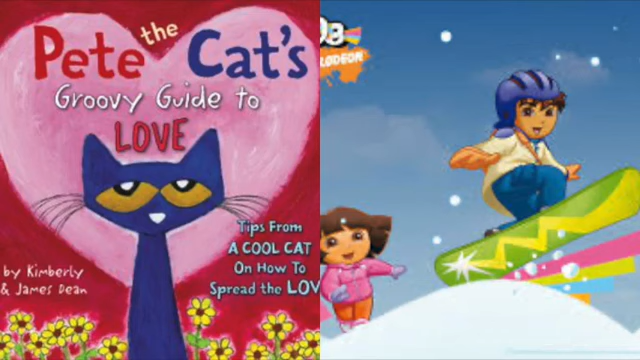 Pete the Cat's
Groovy Guide to
LOVE
Tips From
A COOL CAT
On How To
Spread the LOV
by Kimberly
& James Dean